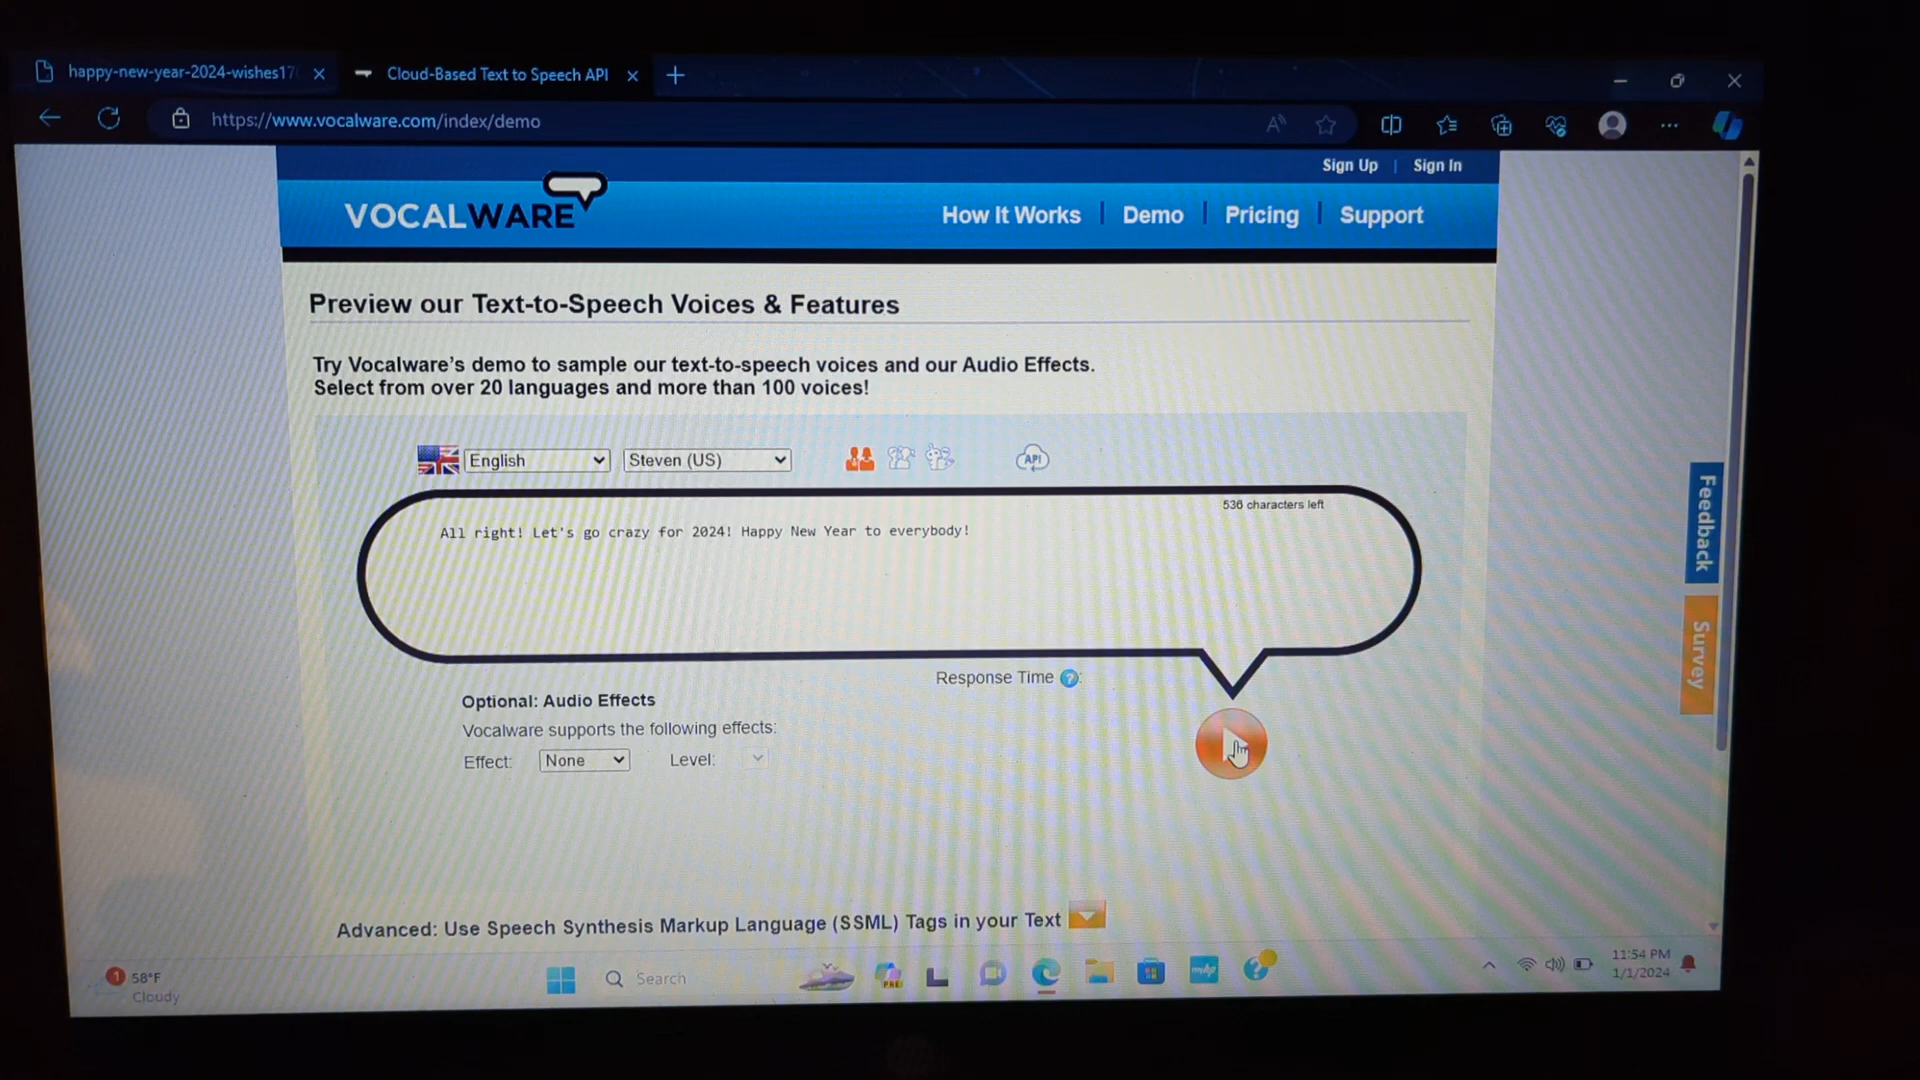 happy-new-year-2024-wishes17
Cloud-Based Text to Speech API
https://www.vocalware.com/index/demo
Sign Up | Sign In
VOCALWARE
How It Works | Demo | Pricing | Support
Preview our Text-to-Speech Voices & Features
Try Vocalware's demo to sample our text-to-speech voices and our Audio Effects.
Select from over 20 languages and more than 100 voices!
English
Steven (US)
API
536 characters left
All right! Let's go crazy for 2024! Happy New Year to everybody!
Response Time ?:
Optional: Audio Effects
Vocalware supports the following effects:
Effect: None Level:
Feedback
Survey
Advanced: Use Speech Synthesis Markup Language (SSML) Tags in your Text
1 58°F
Cloudy
Search
PRE
myhp
11:54 PM
1/1/2024
hp